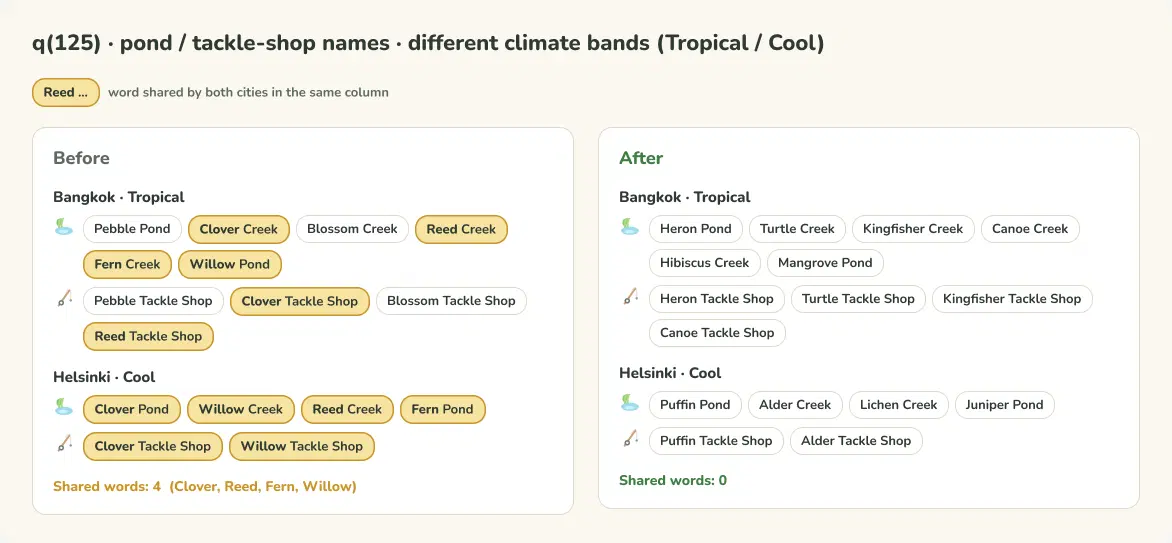 q(125) · pond / tackle-shop names · different climate bands (Tropical / Cool)
Reed ... word shared by both cities in the same column
Before
Bangkok · Tropical
Pebble Pond Clover Creek Blossom Creek Reed Creek
Fern Creek Willow Pond
Pebble Tackle Shop Clover Tackle Shop Blossom Tackle Shop
Reed Tackle Shop
Helsinki · Cool
Clover Pond Willow Creek Reed Creek Fern Pond
Clover Tackle Shop Willow Tackle Shop
Shared words: 4 (Clover, Reed, Fern, Willow)
After
Bangkok · Tropical
Heron Pond Turtle Creek Kingfisher Creek Canoe Creek
Hibiscus Creek Mangrove Pond
Heron Tackle Shop Turtle Tackle Shop Kingfisher Tackle Shop
Canoe Tackle Shop
Helsinki · Cool
Puffin Pond Alder Creek Lichen Creek Juniper Pond
Puffin Tackle Shop Alder Tackle Shop
Shared words: 0